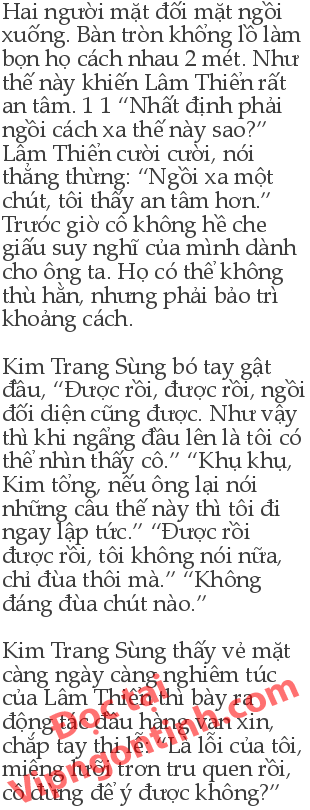 Hai người mặt đối mặt ngồi
xuống. Bàn tròn khổng lồ làm
bọn họ cách nhau 2 mét. Như
thế này khiến Lâm Thiển rất
an tâm. 1 1 “Nhất định phải
ngồi cách xa thế này sao?”
Lâm Thiển cười cười, nói
thẳng thừng: “Ngồi xa một
chút, tôi thấy an tâm hơn.”
Trước giờ cô không hề che
giấu suy nghĩ của mình dành
cho ông ta. Họ có thể không
thù hằn, nhưng phải bảo trì
khoảng cách.
Kim Trang Sùng bó tay gật
đầu, “Được rồi, được rồi, ngồi
đối diện cũng được. Như vậy
thì khi ngẩng đầu lên là tôi có
thể nhìn thấy cô.” “Khụ khụ,
Kim tổng, nếu ông lại nói
những câu thế này thì tôi đi
ngay lập tức.” “Được rồi
được rồi, tôi không nói nữa,
chỉ đùa thôi mà.” “Không
đáng đùa chút nào.”
Kim Trang Sùng thấy vẻ mặt
càng ngày càng nghiêm túc
của Lâm Thiển thì bày ra
động tác đầu hàng van xin,
chắp tay thi lễ: “Là lỗi của tôi,
miệng lưỡi trơn tru quen rồi,
cô đừng để ý được không?”
Đọc tại
Vipngontinh.com